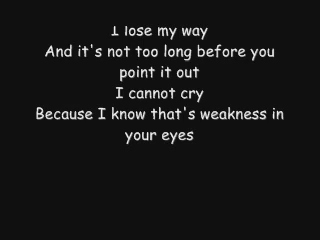 I lose my way
And it's not too long before you
point it out
I cannot cry
Because I know that's weakness in
your eyes